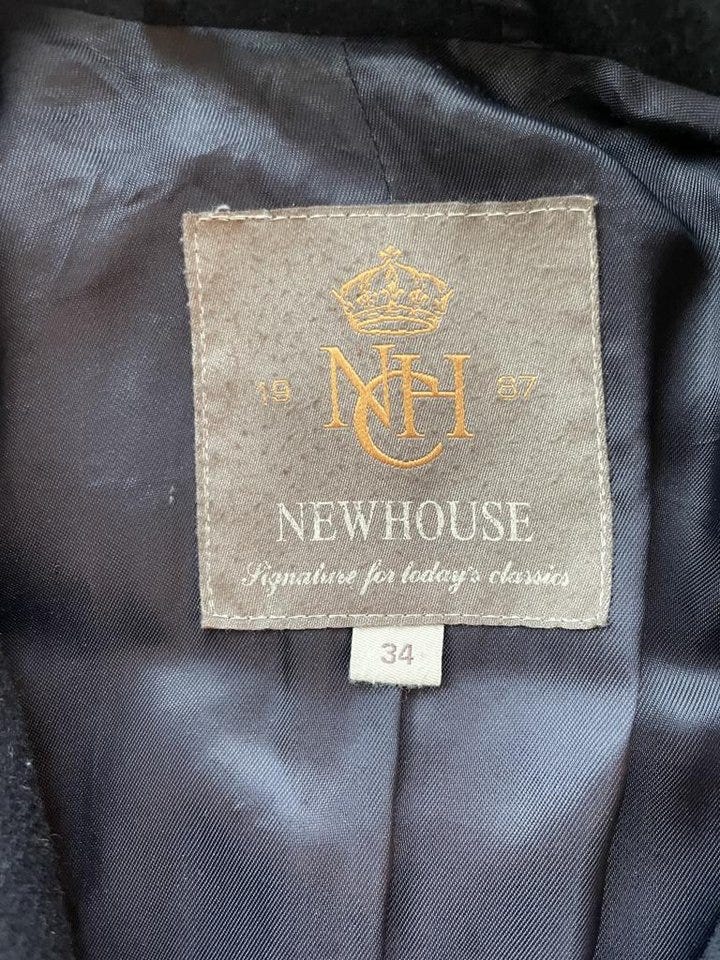 19 NCH 87
NEWHOUSE
Signature for today's classics
34